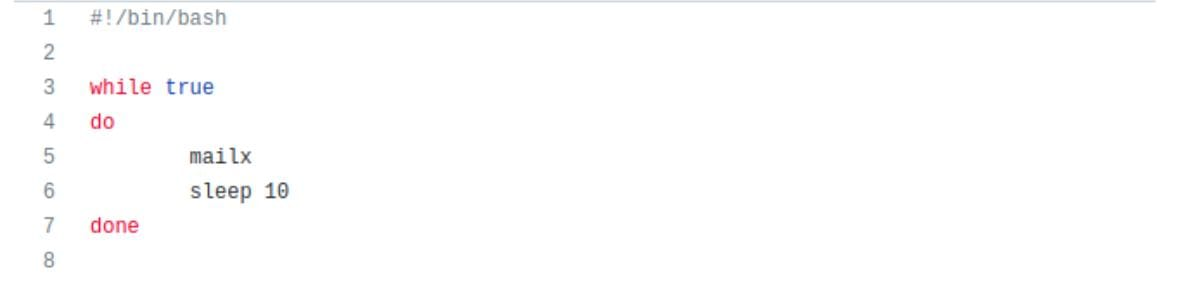 1 #!/bin/bash
2
3 while true
4 do
5         mailx
6         sleep 10
7 done
8